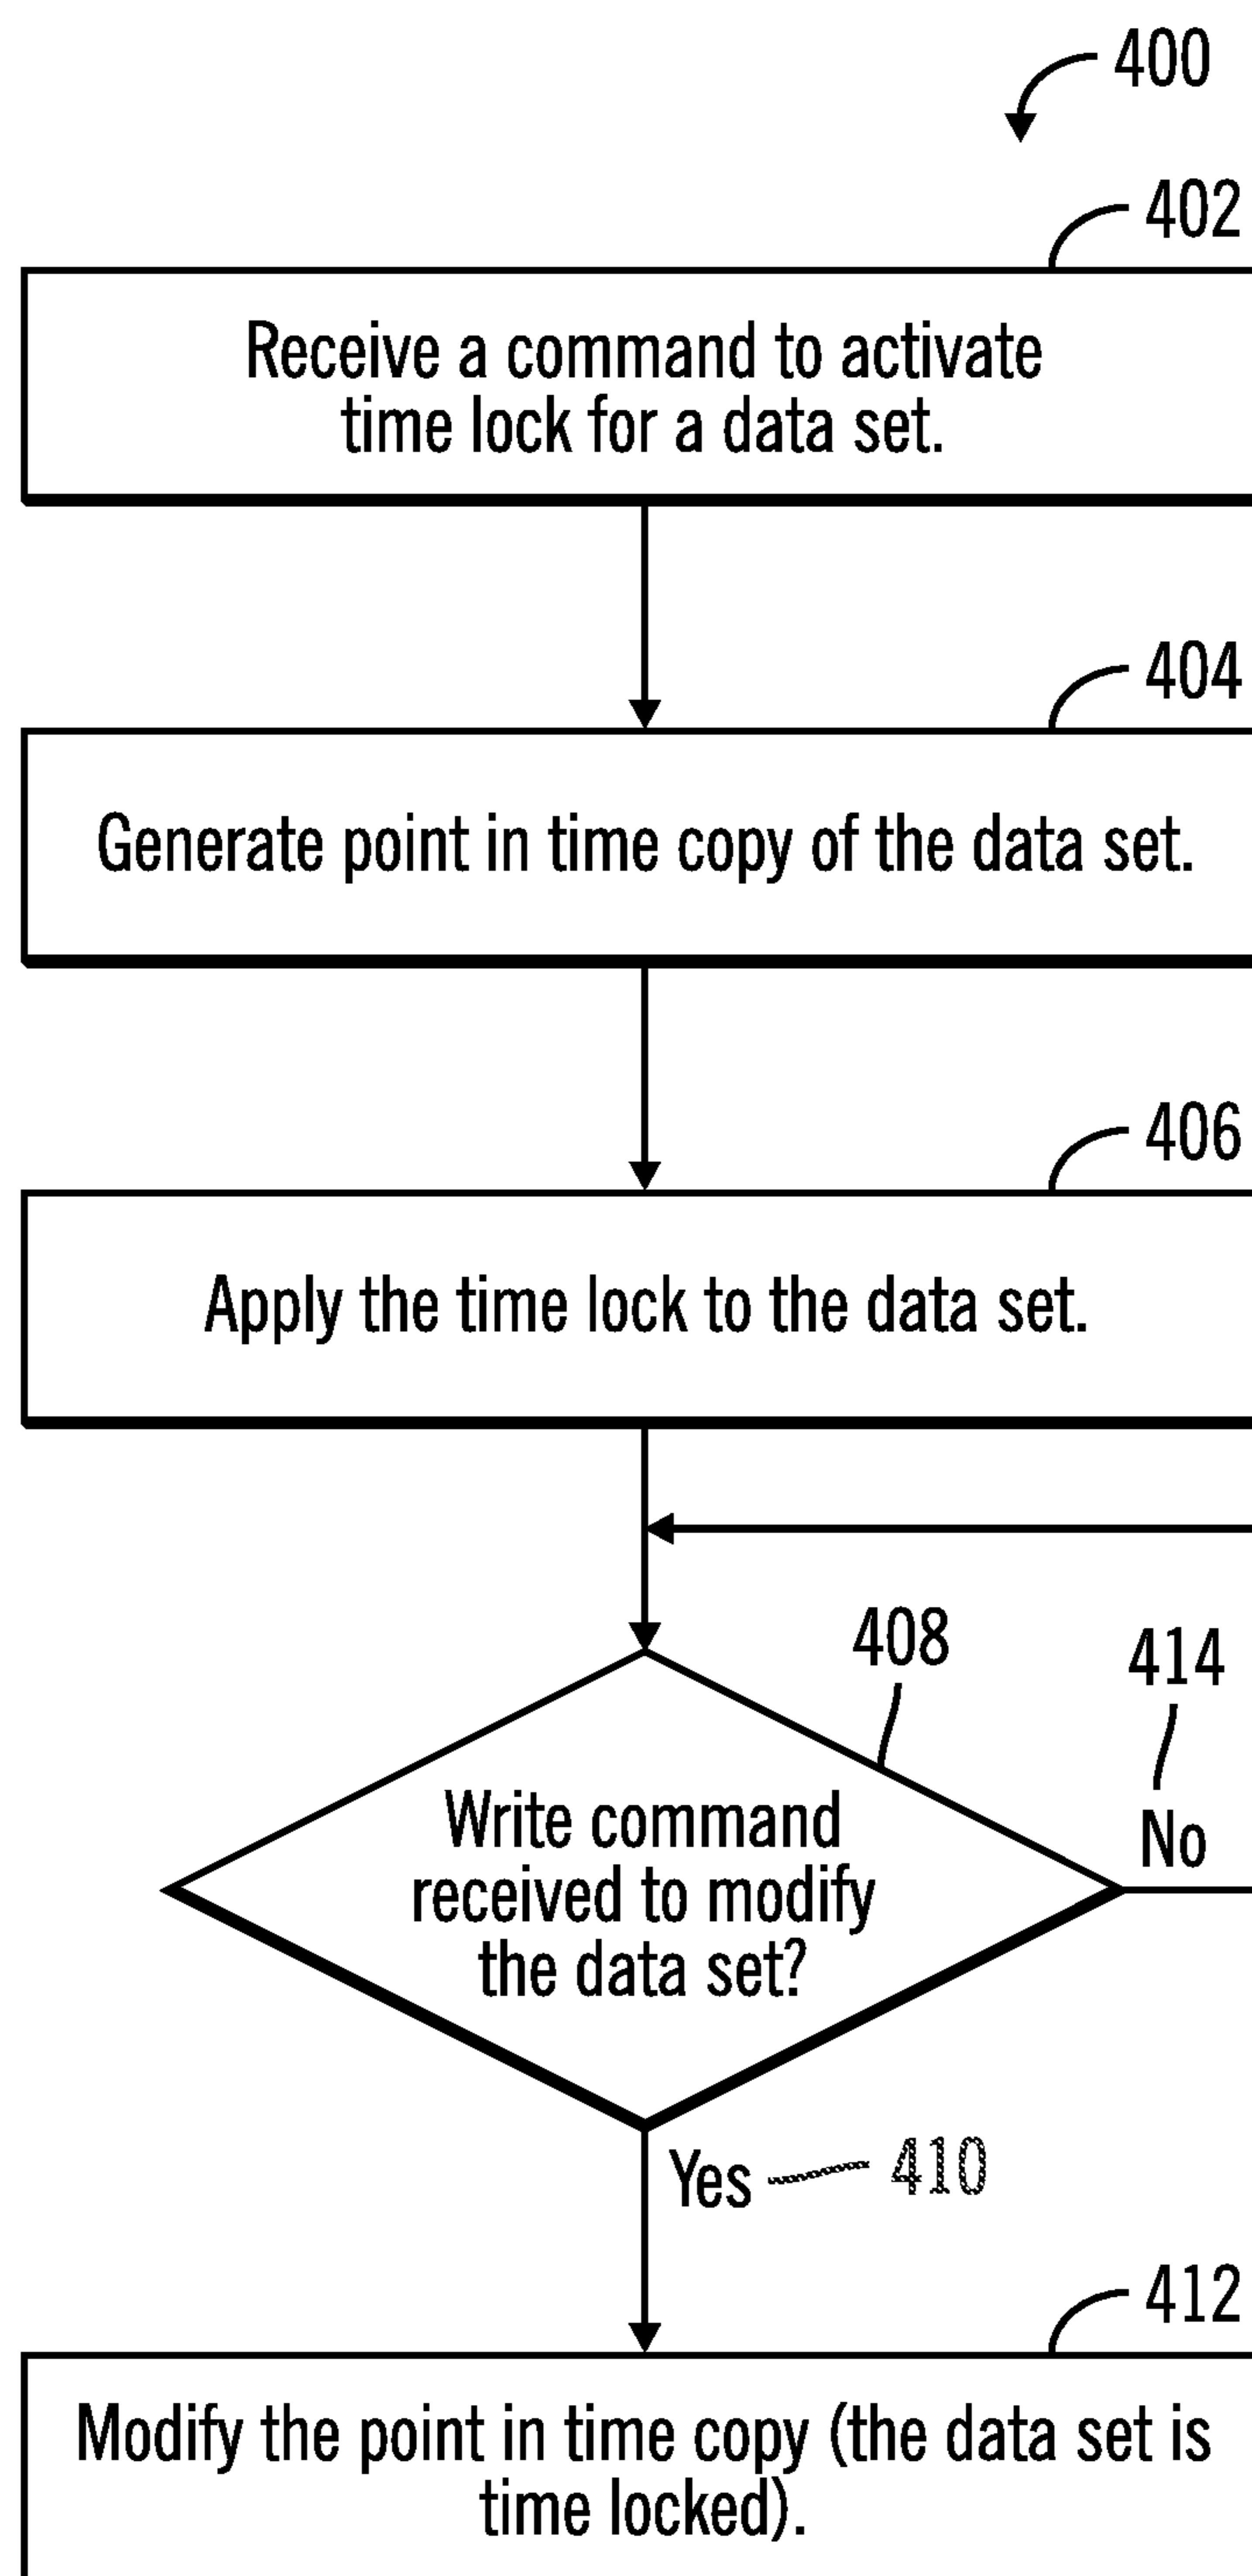 400
402
Receive a command to activate
time lock for a data set.
404
Generate point in time copy of the data set.
406
Apply the time lock to the data set.
408
414
Write command
received to modify
the data set?
No
Yes
410
412
Modify the point in time copy (the data set is
time locked).